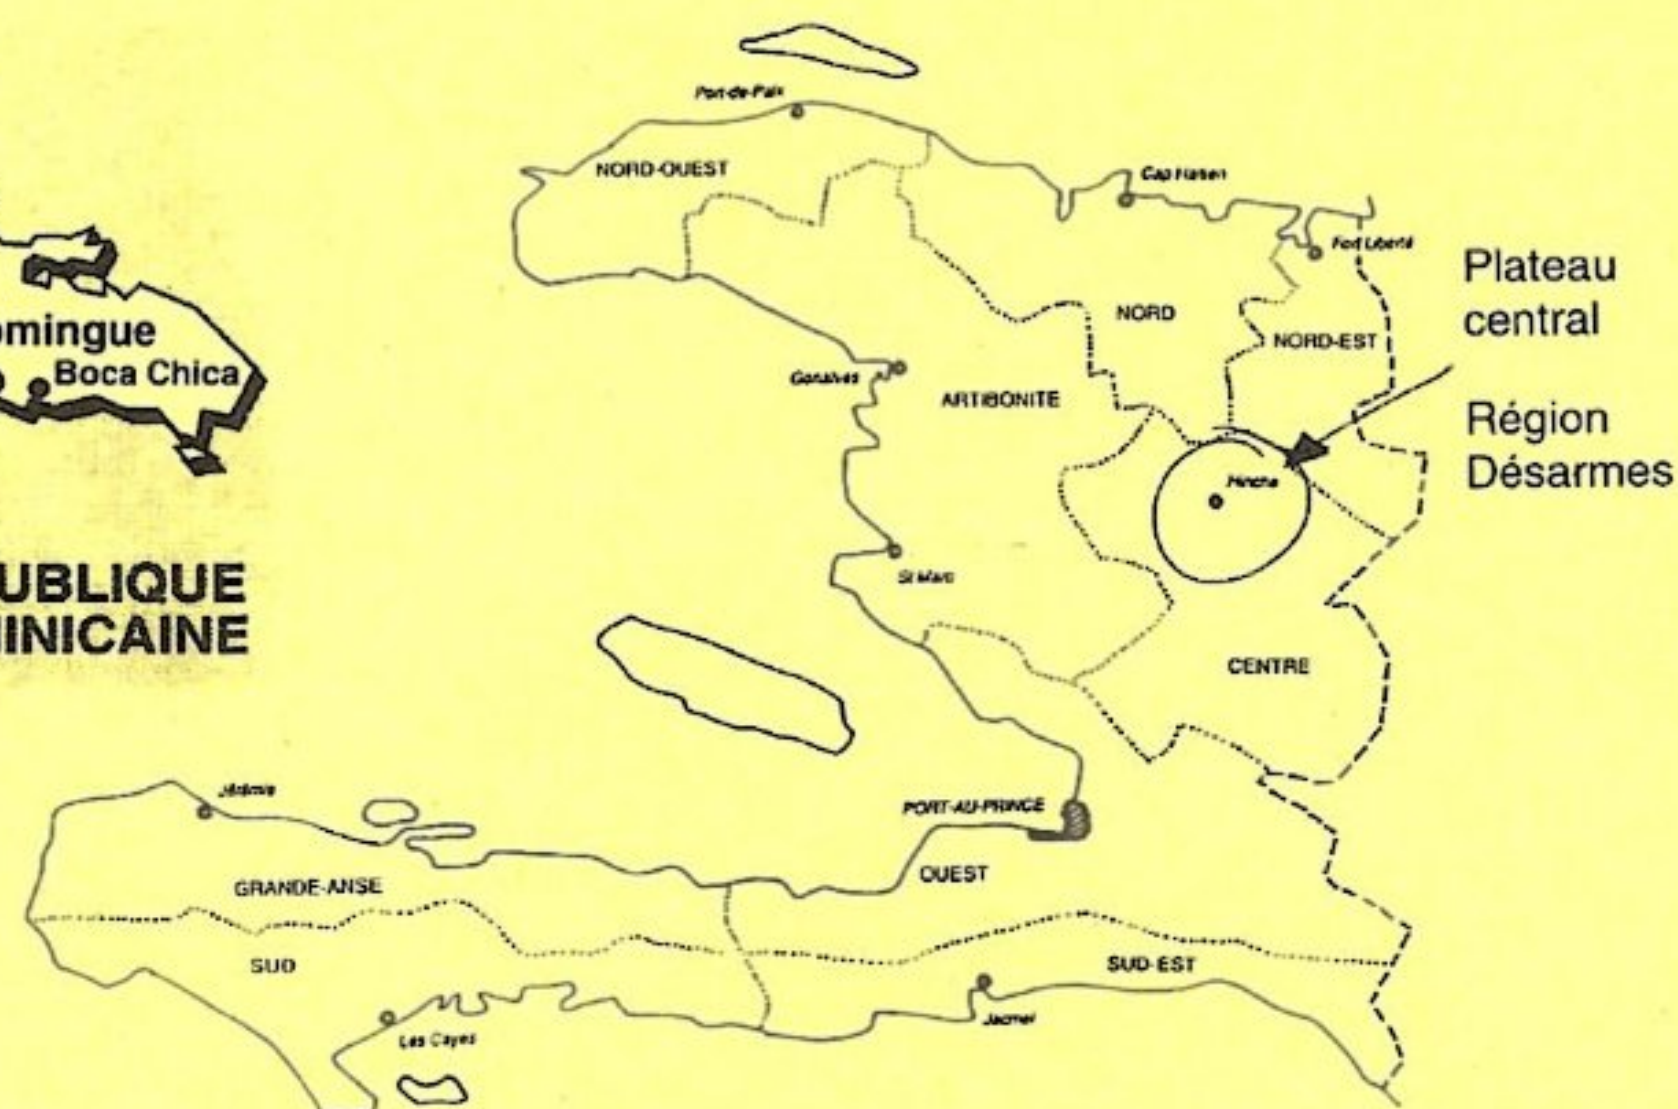 Port-de-Paix
NORD-OUEST
Cap Haïtien
Fort Liberté
Plateau
central
omingue
Boca Chica
NORD
NORD-EST
Gonaïves
ARTIBONITE
Région
Désarmes
Hinche
UBLIQUE
INICAINE
St Marc
CENTRE
Jérémie
PORT-AU-PRINCE
OUEST
GRANDE-ANSE
SUD
SUD-EST
Jacmel
Les Cayes